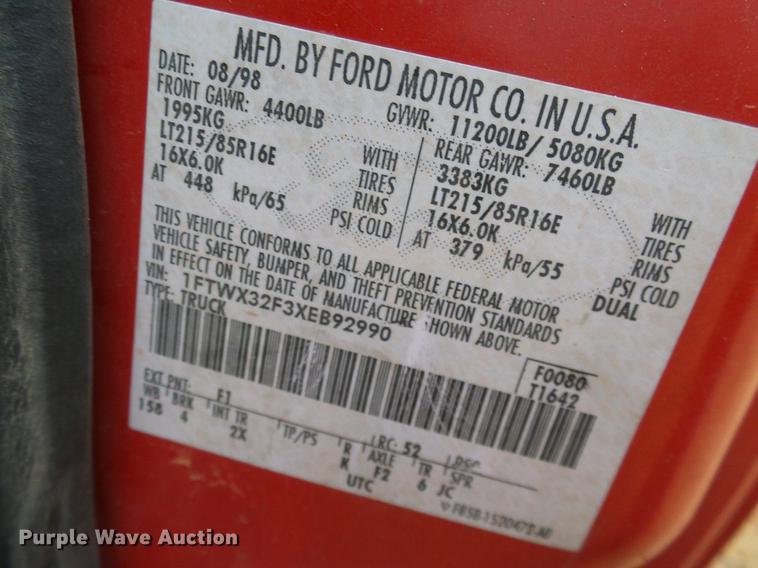 MFD. BY FORD MOTOR CO. IN U.S.A.
DATE: 08/98 GVWR: 11200LB/ 5080KG
FRONT GAWR: 4400LB REAR GAWR: 7460LB
1995KG WITH 3383KG WITH
LT215/85R16E TIRES LT215/85R16E TIRES
16X6.0K RIMS 16X6.0K RIMS
AT 448 kPa/65 PSI COLD AT 379 kPa/55 PSI COLD
DUAL
THIS VEHICLE CONFORMS TO ALL APPLICABLE FEDERAL MOTOR
VEHICLE SAFETY, BUMPER, AND THEFT PREVENTION STANDARDS
IN EFFECT ON THE DATE OF MANUFACTURE SHOWN ABOVE.
VIN: 1FTWX32F3XEB92990
TYPE: TRUCK
F0080
T1642
EXT PNT: F1 RC: 52 DSO
WB BRK INT TR TP/PS R AXLE TR SPR
158 4 2X K F2 6 JC
UTC
Purple Wave Auction